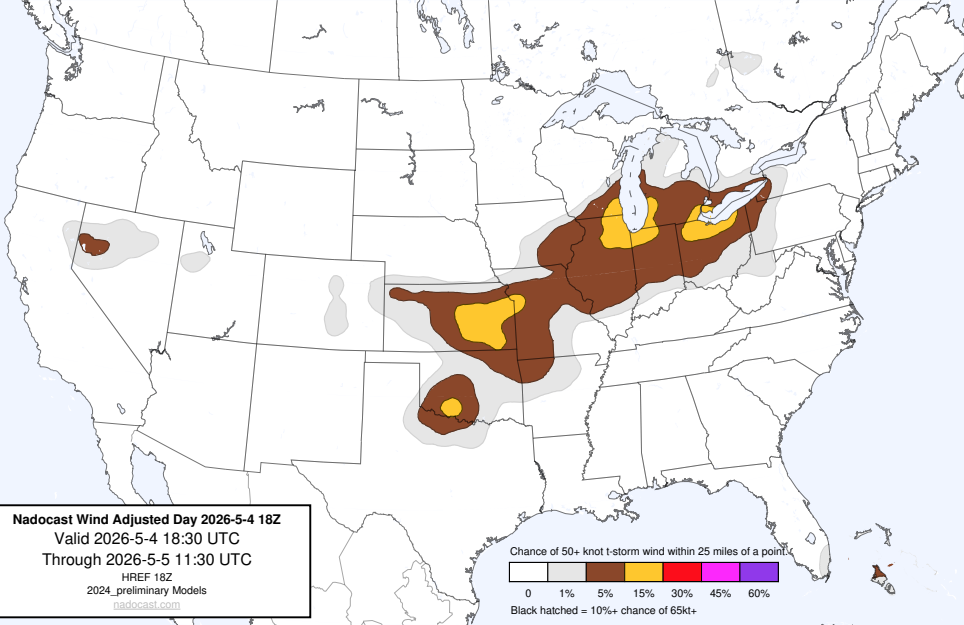 Nadocast Wind Adjusted Day 2026-5-4 18Z
Valid 2026-5-4 18:30 UTC
Through 2026-5-5 11:30 UTC
HREF 18Z
2024_preliminary Models
nadocast.com
Chance of 50+ knot t-storm wind within 25 miles of a point.
0 1% 5% 15% 30% 45% 60%
Black hatched = 10%+ chance of 65kt+